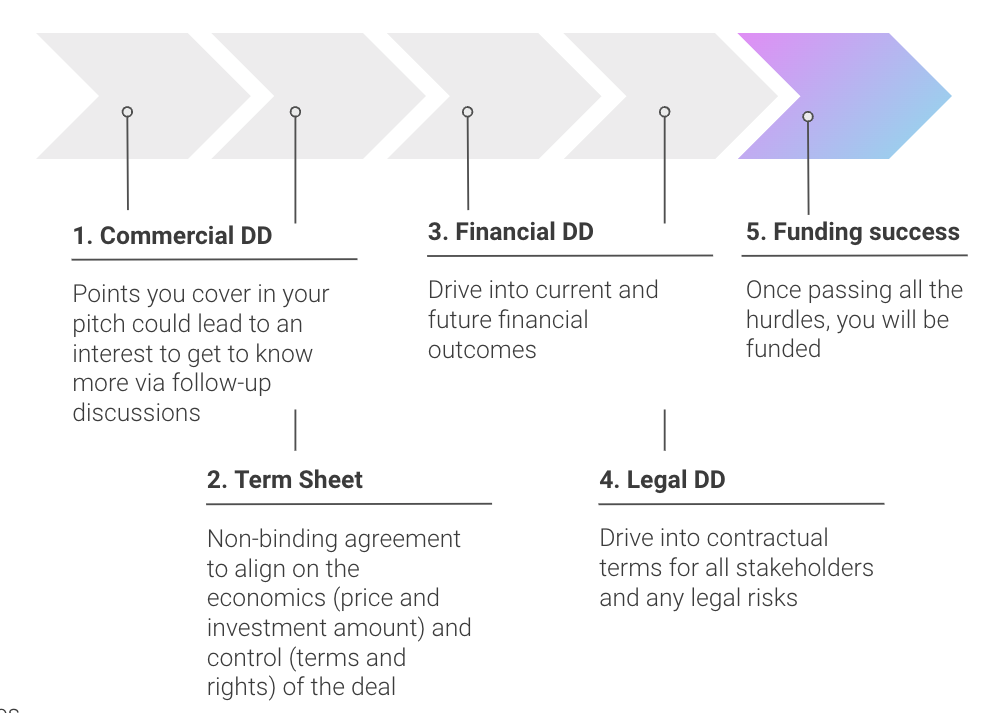 1. Commercial DD
Points you cover in your
pitch could lead to an
interest to get to know
more via follow-up
discussions
2. Term Sheet
Non-binding agreement
to align on the
economics (price and
investment amount) and
control (terms and
rights) of the deal
3. Financial DD
Drive into current and
future financial
outcomes
4. Legal DD
Drive into contractual
terms for all stakeholders
and any legal risks
5. Funding success
Once passing all the
hurdles, you will be
funded